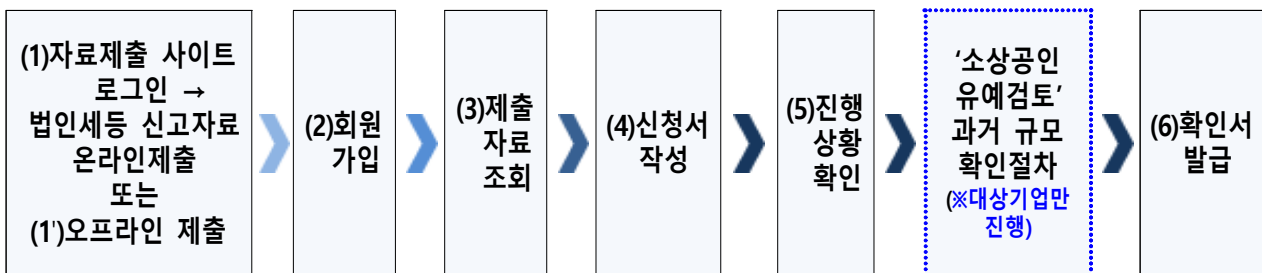 (1)자료제출 사이트
로그인 →
법인세등 신고자료
온라인제출
또는
(1')오프라인 제출
(2)회원
가입
(3)제출
자료
조회
(4)신청서
작성
(5)진행
상황
확인
‘소상공인
유예검토’
과거 규모
확인절차
(※대상기업만
진행)
(6)확인서
발급